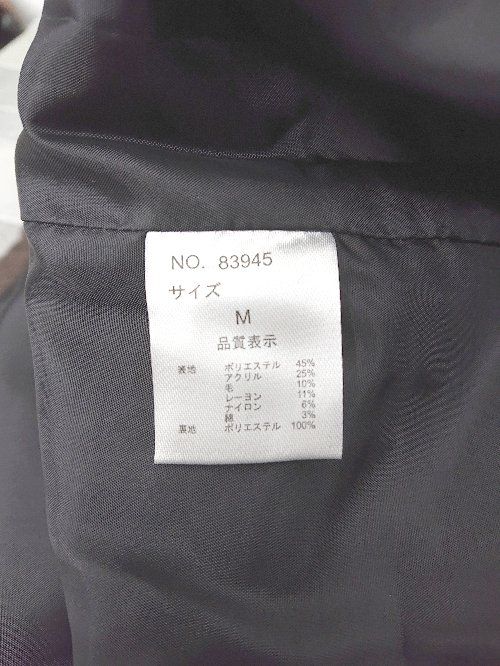 NO. 83945
サイズ
M
品質表示
表地 ポリエステル 45%
アクリル 25%
毛 10%
レーヨン 11%
ナイロン 6%
綿 3%
裏地 ポリエステル 100%